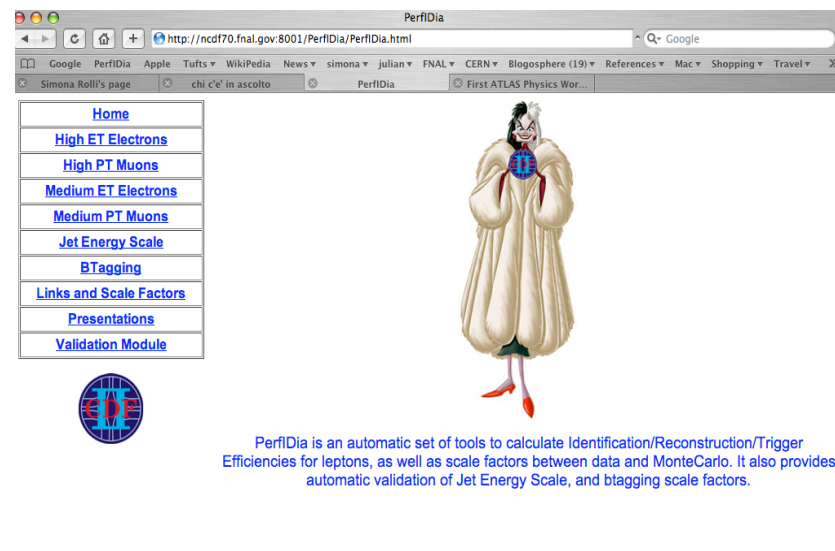 PerfIDia
http://ncdf70.fnal.gov:8001/PerfIDia/PerfIDia.html
Google
Google PerfIDia Apple Tufts WikiPedia News simona julian FNAL CERN Blogosphere (19) References Mac Shopping Travel
Simona Rolli's page
chi c'e' in ascolto
PerfIDia
First ATLAS Physics Wor...
Home
High ET Electrons
High PT Muons
Medium ET Electrons
Medium PT Muons
Jet Energy Scale
BTagging
Links and Scale Factors
Presentations
Validation Module
II
CDF
II
PerfIDia is an automatic set of tools to calculate Identification/Reconstruction/Trigger
Efficiencies for leptons, as well as scale factors between data and MonteCarlo. It also provides
automatic validation of Jet Energy Scale, and btagging scale factors.